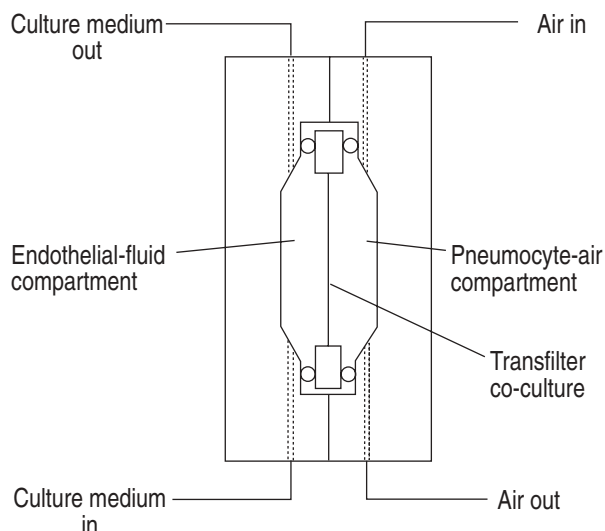 Culture medium
out
Air in
Endothelial-fluid
compartment
Pneumocyte-air
compartment
Transfilter
co-culture
Culture medium
in
Air out